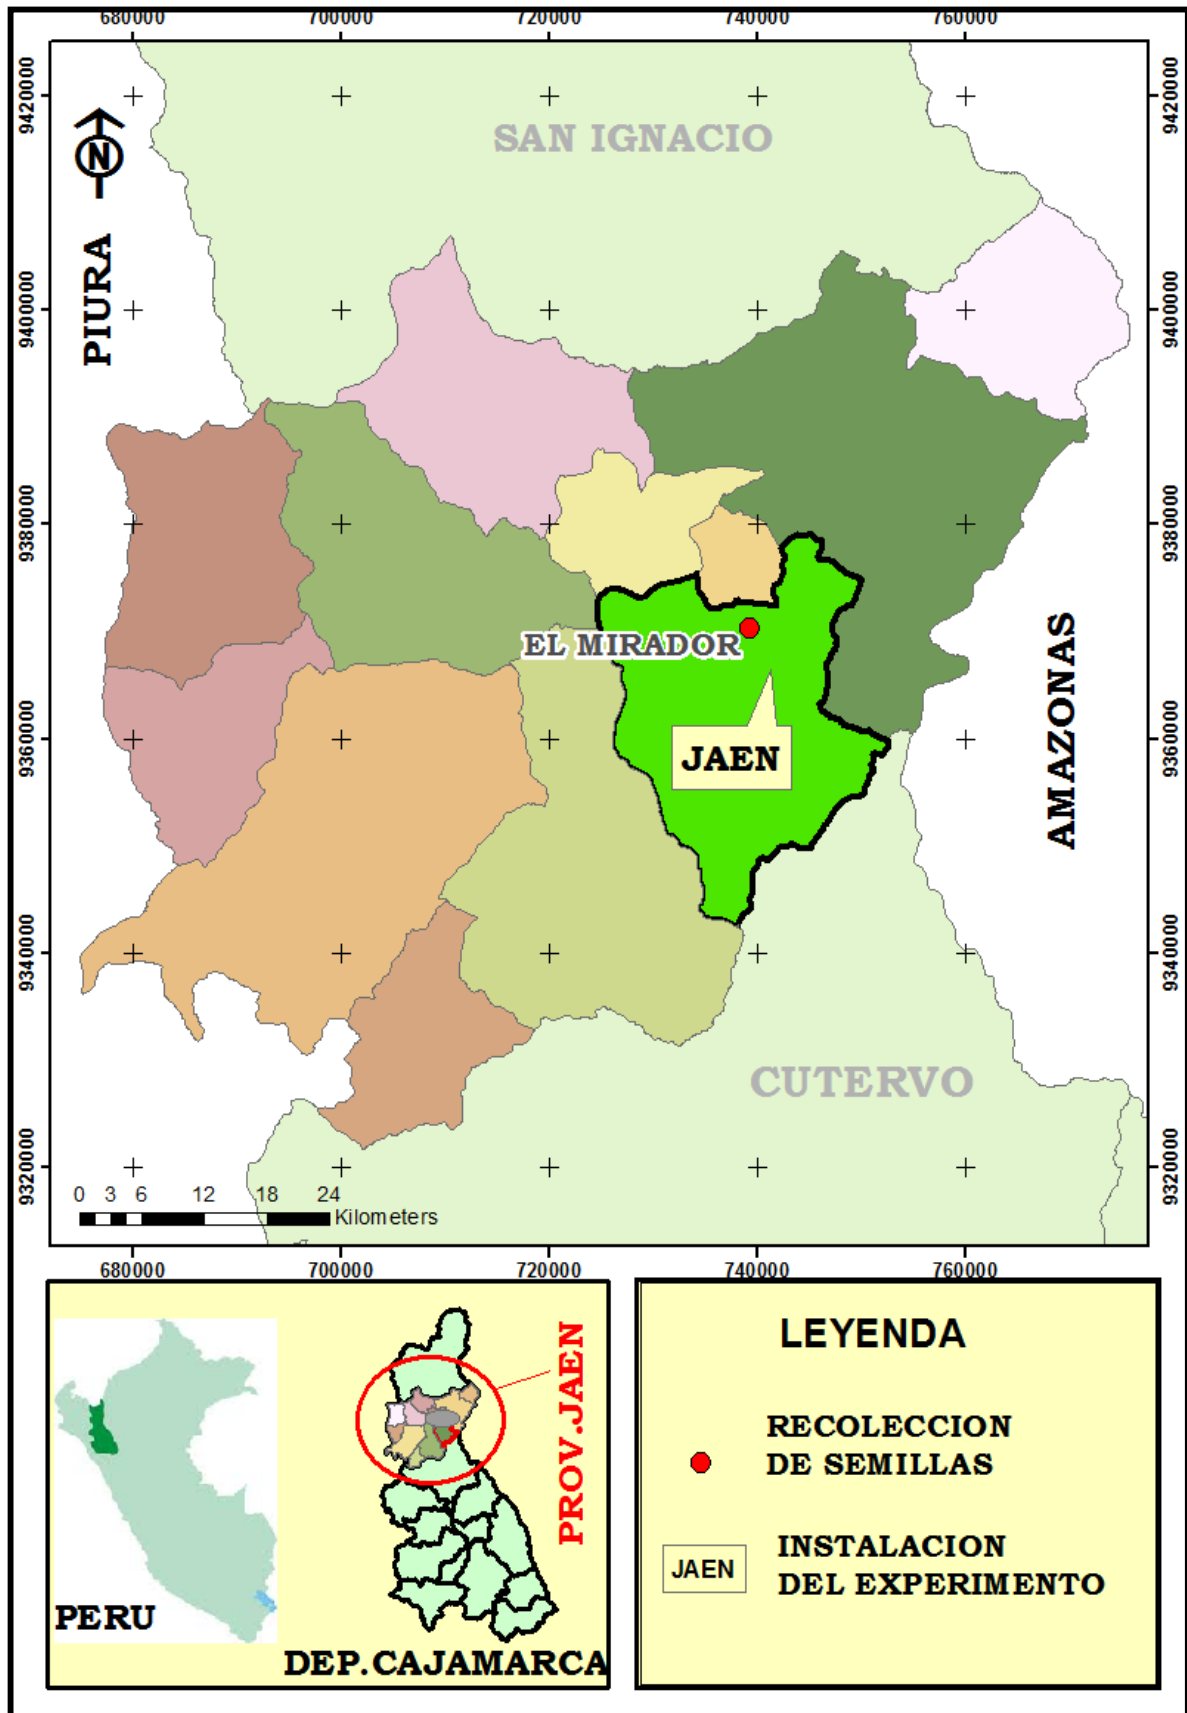 680000 700000 720000 740000 760000
9420000 9420000
SAN IGNACIO
N
PIURA
9400000 9400000
9380000 9380000
EL MIRADOR
JAEN
AMAZONAS
9360000 9360000
9340000 9340000
CUTERVO
9320000 9320000
0 3 6 12 18 24
Kilometers
680000 700000 720000 740000 760000
PERU
PROV.JAEN
DEP.CAJAMARCA
LEYENDA
RECOLECCION
DE SEMILLAS
JAEN
INSTALACION
DEL EXPERIMENTO